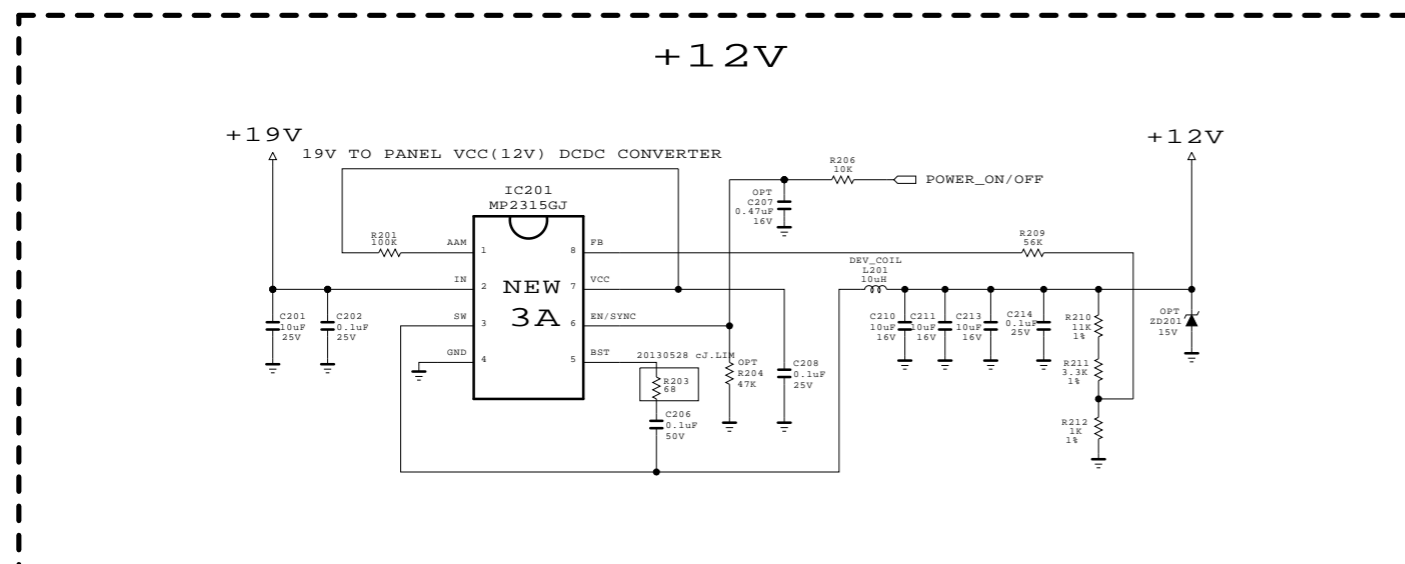 +12V
+19V
+12V
19V TO PANEL VCC(12V) DCDC CONVERTER
R206
10K
POWER_ON/OFF
OPT
C207
0.47uF
16V
IC201
MP2315GJ
R201
100K
AAM
1
8
FB
R209
56K
IN
2
NEW
7
VCC
DEV_COIL
L201
10uH
SW
3
3A
6
EN/SYNC
GND
4
5
BST
C201
10uF
25V
C202
0.1uF
25V
20130528 cJ.LIM
R203
68
C206
0.1uF
50V
OPT
R204
47K
C208
0.1uF
25V
C210
10uF
16V
C211
10uF
16V
C213
10uF
16V
C214
0.1uF
25V
R210
11K
1%
R211
3.3K
1%
R212
1K
1%
OPT
ZD201
15V